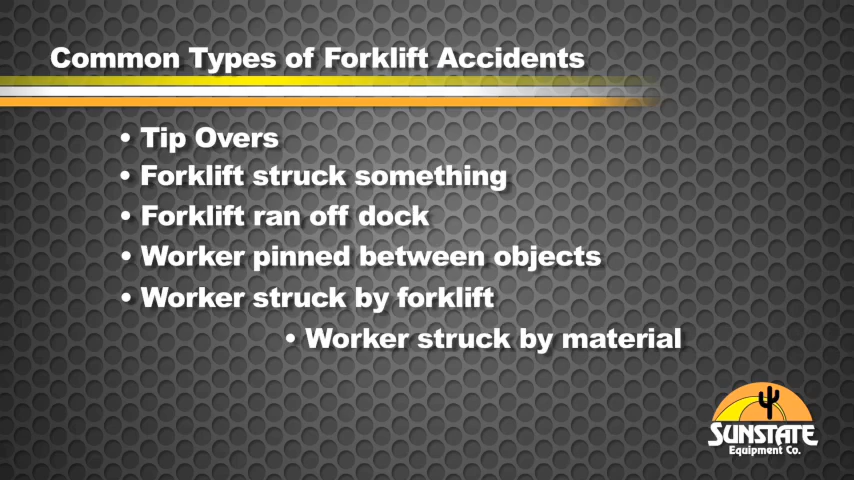 Common Types of Forklift Accidents
• Tip Overs
• Forklift struck something
• Forklift ran off dock
• Worker pinned between objects
• Worker struck by forklift
• Worker struck by material
SUNSTATE
Equipment Co.